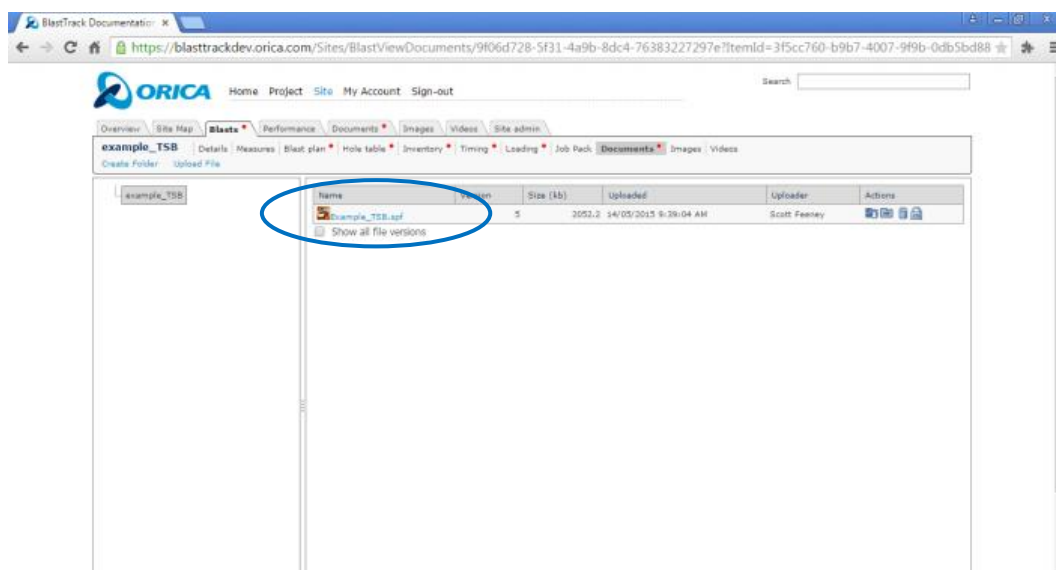 BlastTrack Documentation
https://blasttrackdev.orica.com/Sites/BlastViewDocuments/9f06d728-5f31-4a9b-8dc4-76383227297e?ItemId=3f5cc760-b9b7-4007-9f9b-0db5bd88
ORICA Home Project Site My Account Sign-out Search
Overview Site Map Blasts Performance Documents Images Videos Site admin
example_TSB Details Measures Blast plan Hole table Inventory Timing Loading Job Pack Documents Images Videos
Create Folder Upload File
example_TSB
Name Version Size (kb) Uploaded Uploader Actions
Example_TSB.spf 5 2052.2 14/05/2015 9:39:04 AM Scott Feeney
Show all file versions